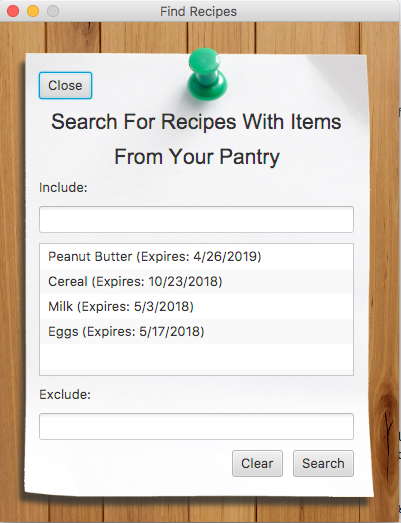 Find Recipes
Close
Search For Recipes With Items
From Your Pantry
Include:
Peanut Butter (Expires: 4/26/2019)
Cereal (Expires: 10/23/2018)
Milk (Expires: 5/3/2018)
Eggs (Expires: 5/17/2018)
Exclude:
Clear
Search